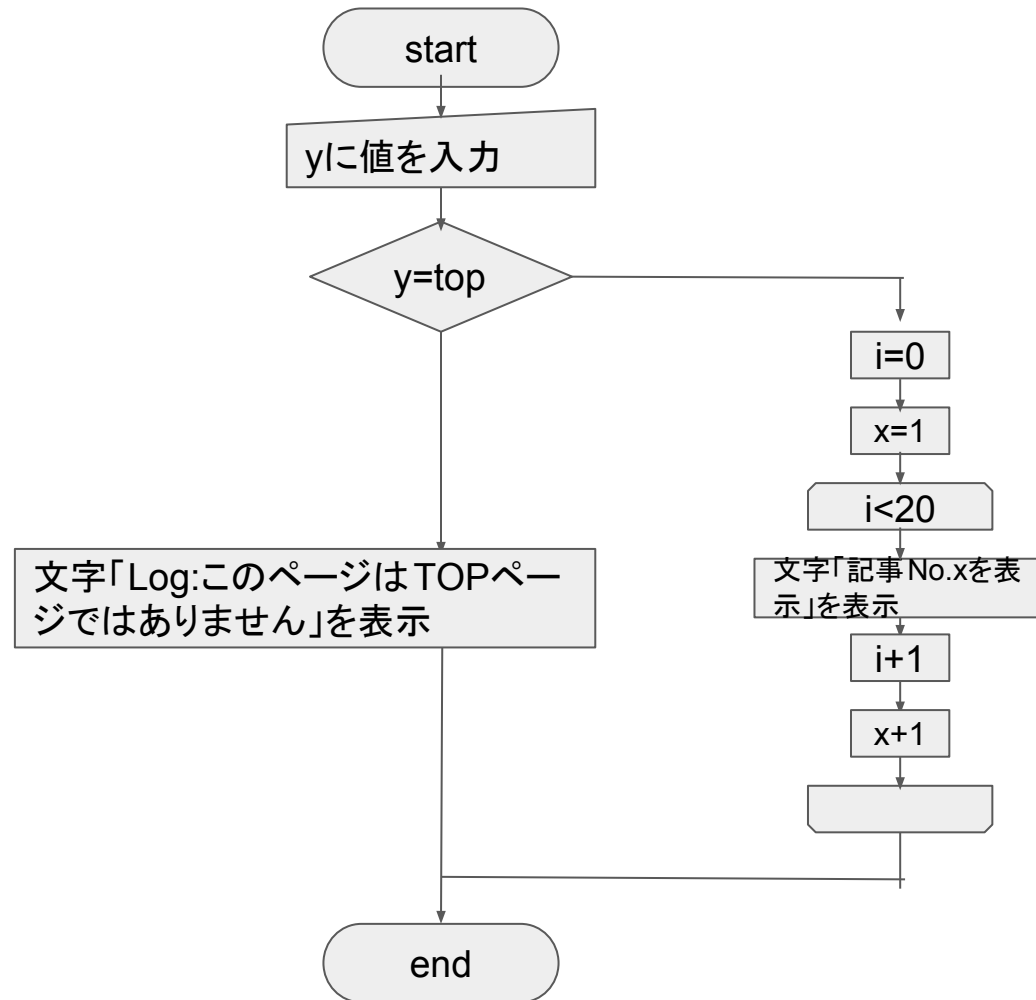 start
yに値を入力
y=top
i=0
x=1
i<20
文字「記事No.xを表
示」を表示
i+1
x+1
文字「Log:このページはTOPペー
ジではありません」を表示
end